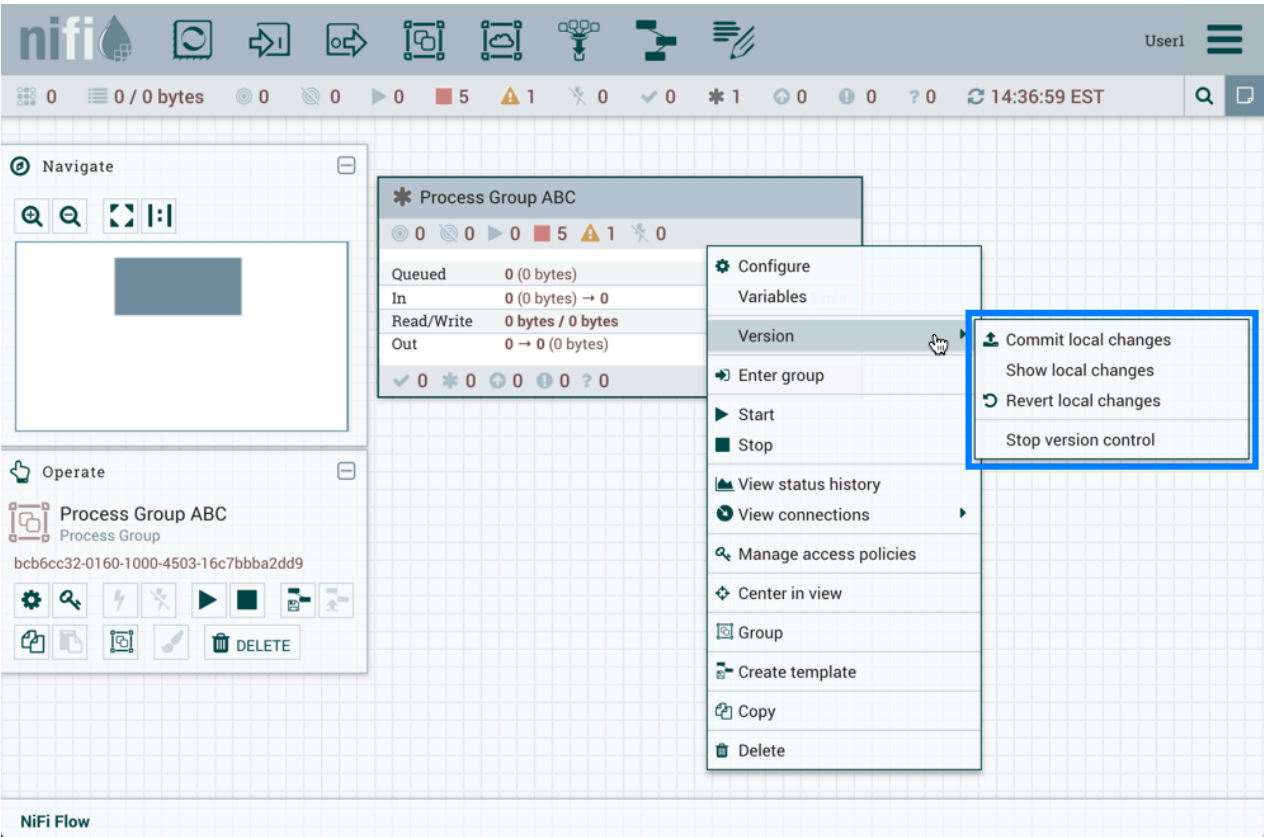 nifi
User1
0 0 / 0 bytes 0 0 0 5 1 0 0 1 0 0 ? 0 14:36:59 EST
Navigate
Process Group ABC
0 0 0 5 1 0
Queued 0 (0 bytes)
In 0 (0 bytes) → 0
Read/Write 0 bytes / 0 bytes
Out 0 → 0 (0 bytes)
0 0 0 0 ? 0
Configure
Variables
Version
Enter group
Start
Stop
View status history
View connections
Manage access policies
Center in view
Group
Create template
Copy
Delete
Commit local changes
Show local changes
Revert local changes
Stop version control
Operate
Process Group ABC
Process Group
bcb6cc32-0160-1000-4503-16c7bbba2dd9
DELETE
NiFi Flow